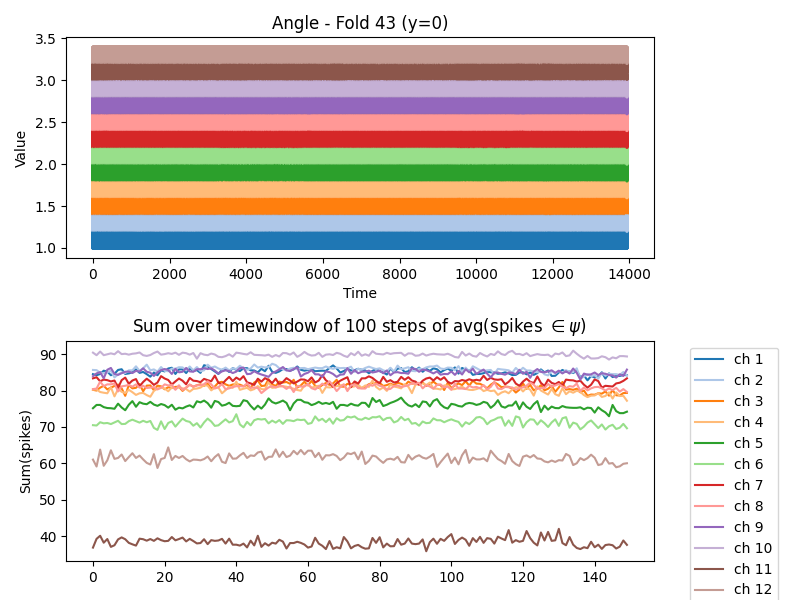 Angle - Fold 43 (y=0)
Value
3.5
3.0
2.5
2.0
1.5
1.0
0 2000 4000 6000 8000 10000 12000 14000
Time
Sum over timewindow of 100 steps of avg(spikes ∈ ψ)
Sum(spikes)
90
80
70
60
50
40
0 20 40 60 80 100 120 140
ch 1
ch 2
ch 3
ch 4
ch 5
ch 6
ch 7
ch 8
ch 9
ch 10
ch 11
ch 12